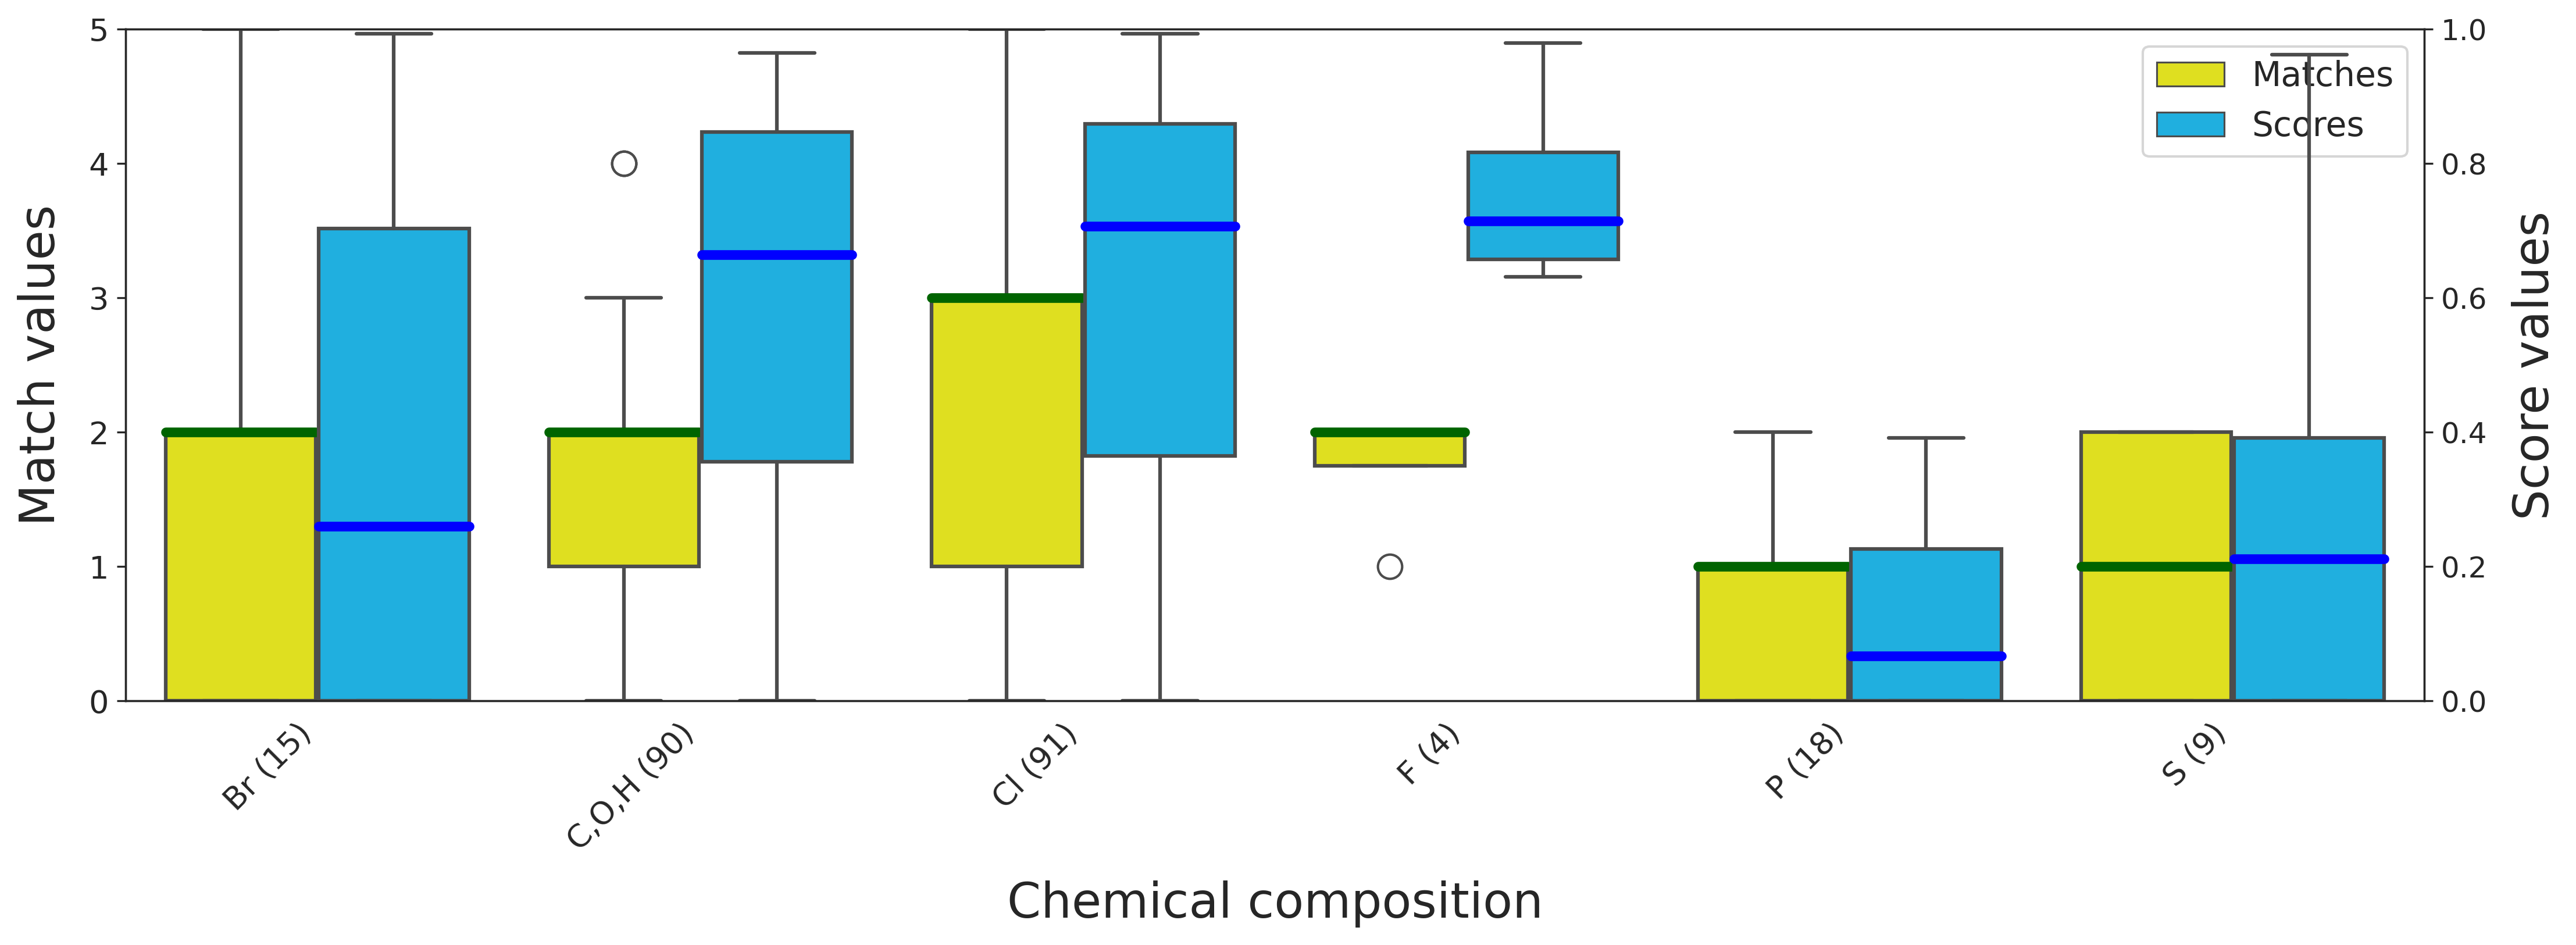 Match values
5
4
3
2
1
0
1.0
0.8
0.6
0.4
0.2
0.0
Score values
Matches
Scores
Br (15)
C,O,H (90)
Cl (91)
F (4)
P (18)
S (9)
Chemical composition